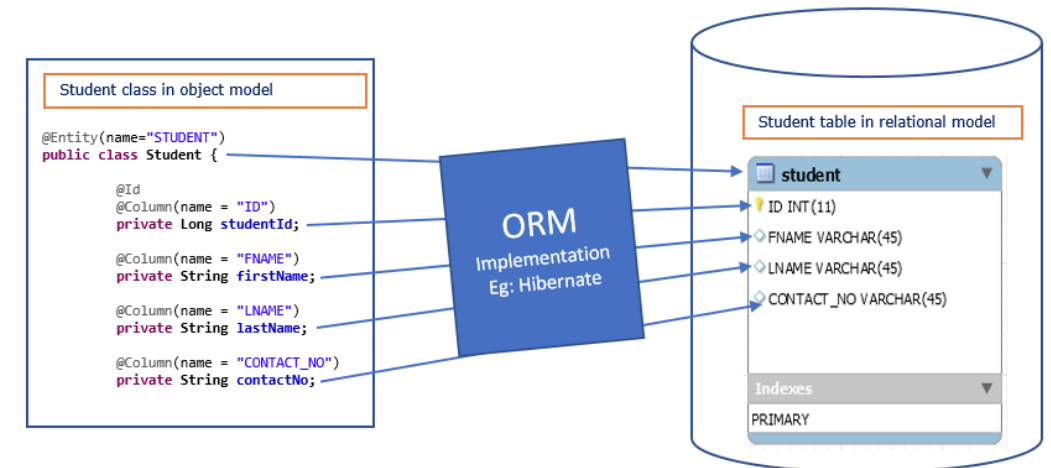 Student class in object model
@Entity(name="STUDENT")
public class Student {
@Id
@Column(name = "ID")
private Long studentId;
@Column(name = "FNAME")
private String firstName;
@Column(name = "LNAME")
private String lastName;
@Column(name = "CONTACT_NO")
private String contactNo;
ORM
Implementation
Eg: Hibernate
Student table in relational model
student
ID INT(11)
FNAME VARCHAR(45)
LNAME VARCHAR(45)
CONTACT_NO VARCHAR(45)
Indexes
PRIMARY